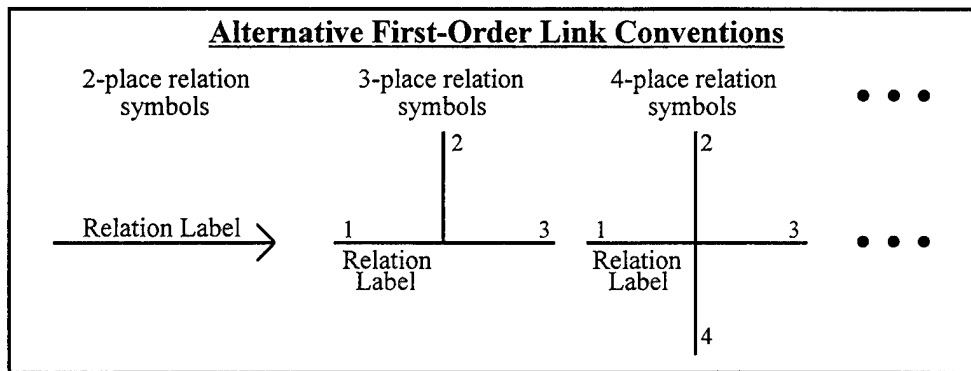 Alternative First-Order Link Conventions
2-place relation
symbols
3-place relation
symbols
4-place relation
symbols
• • •
Relation Label
1
2
3
Relation
Label
1
2
3
4
Relation
Label
• • •